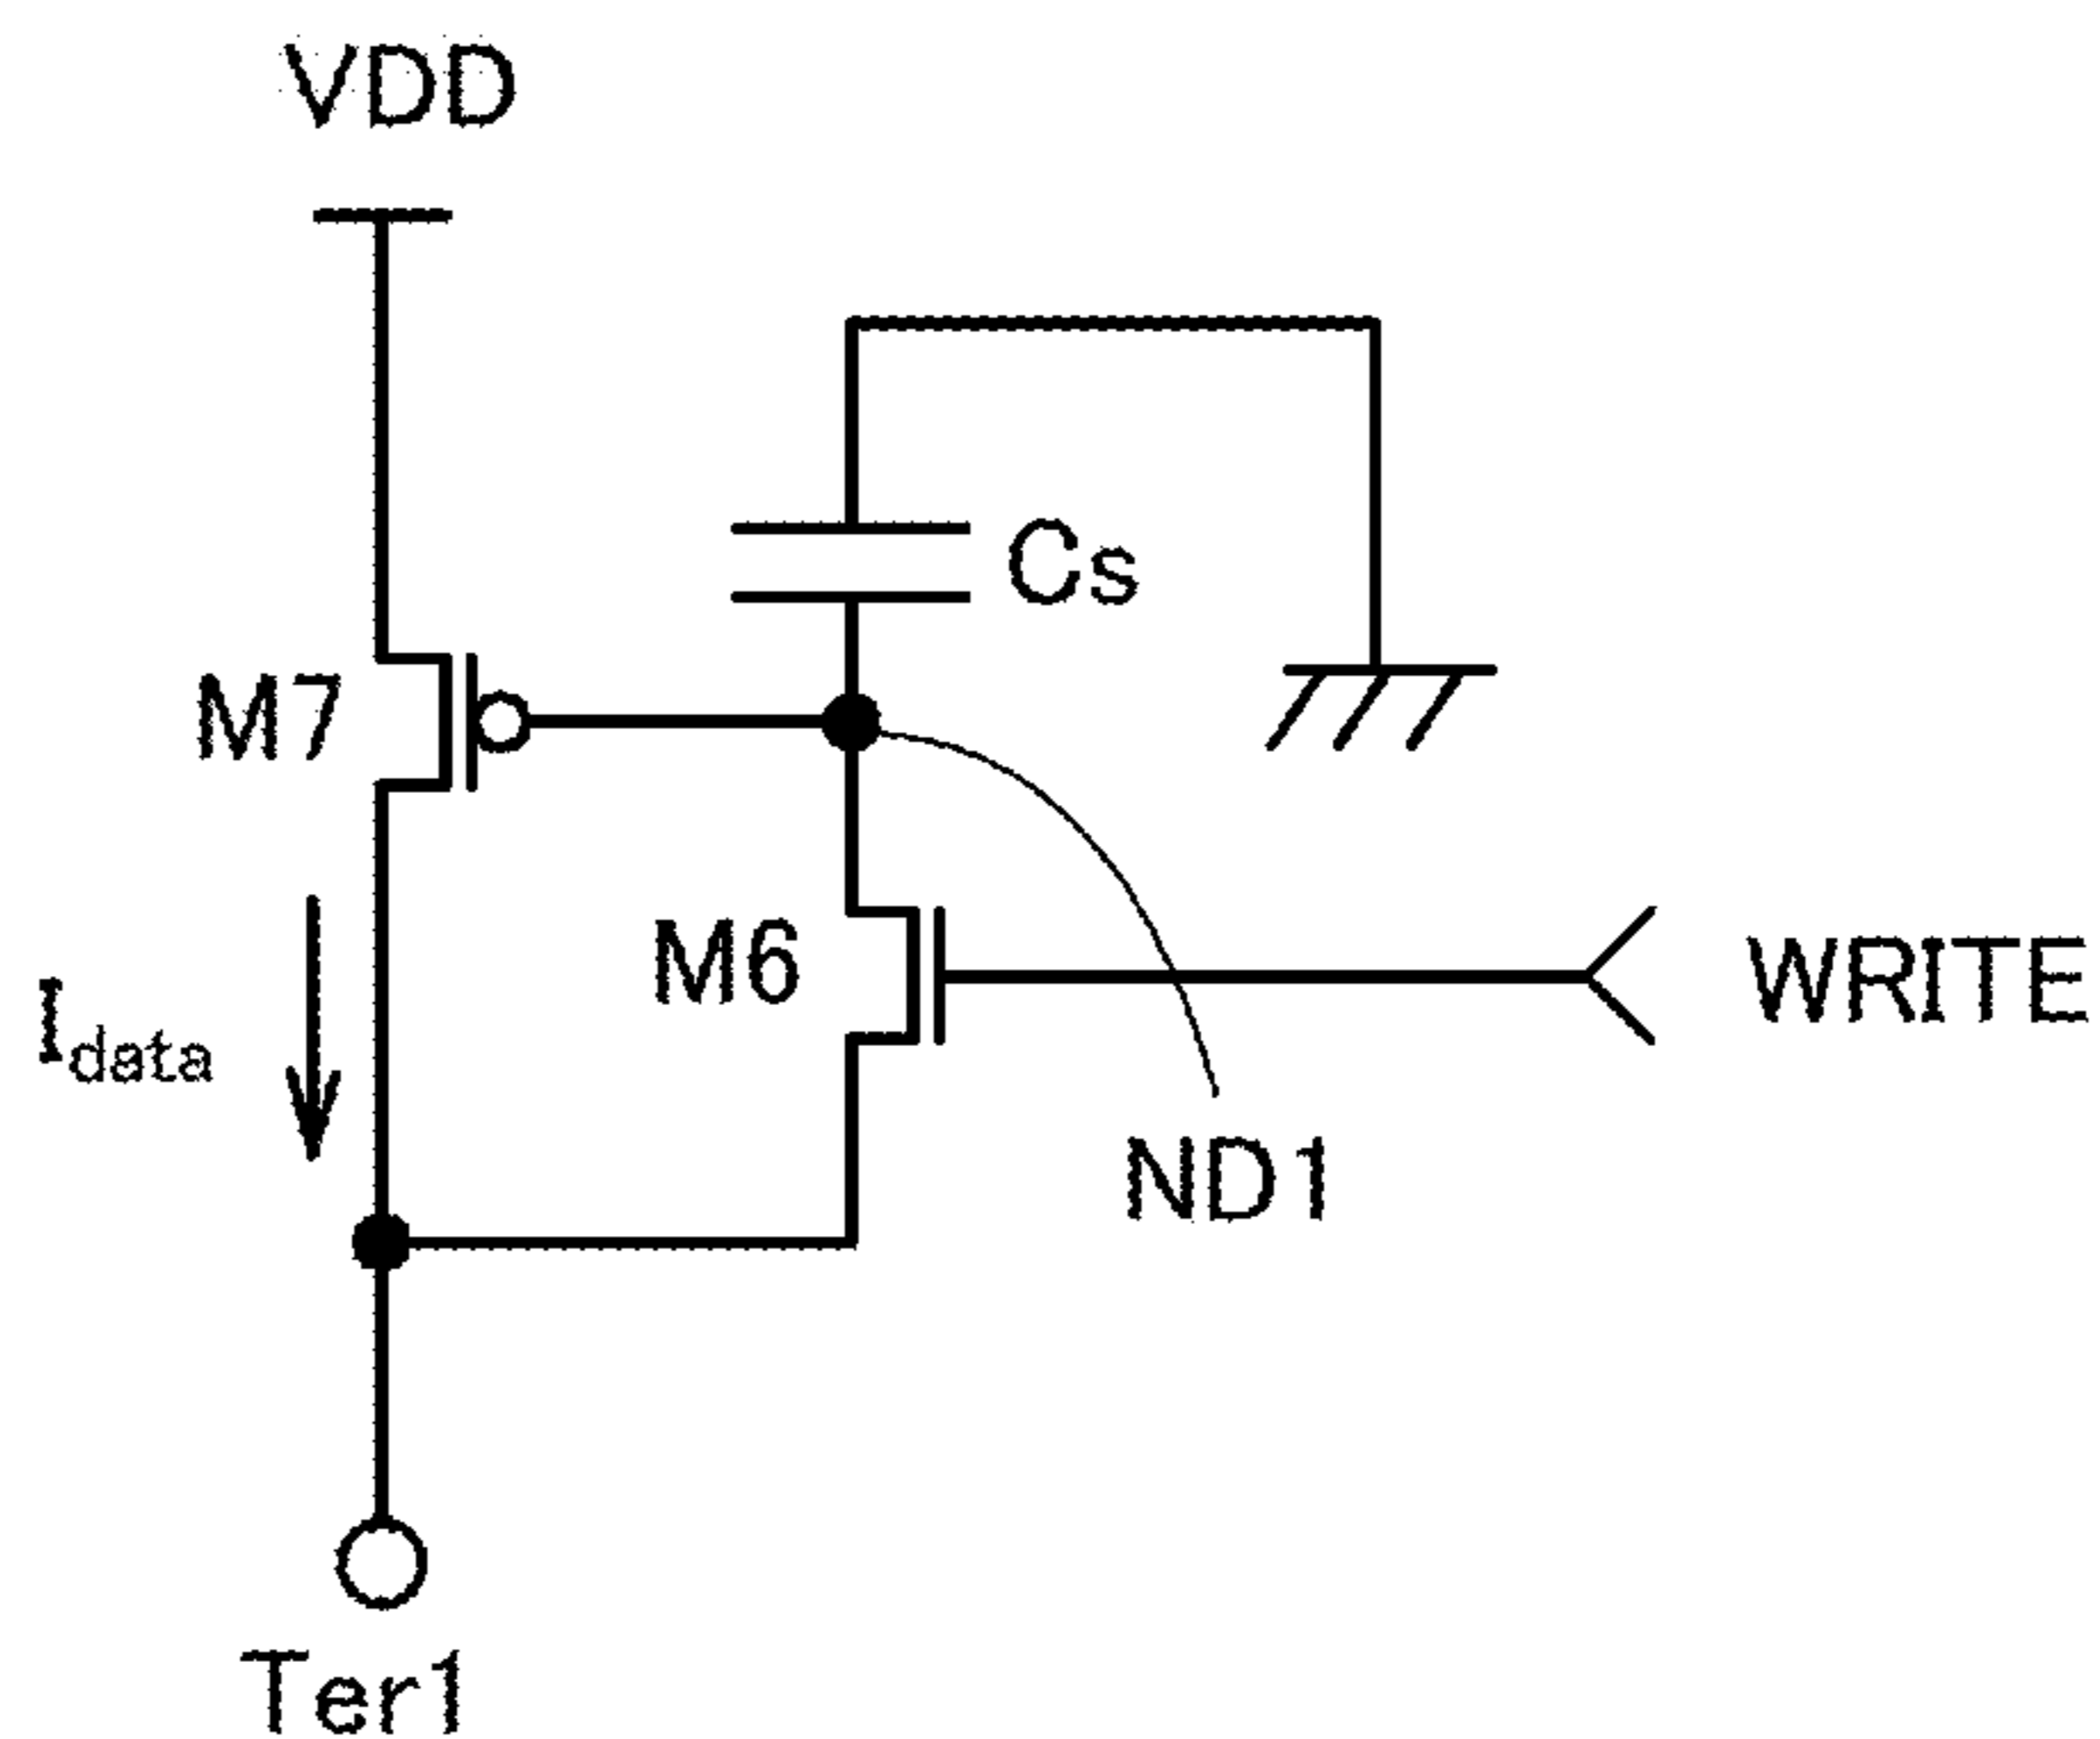 VDD
Cs
M7
M6
WRITE
Idata
ND1
Ter1